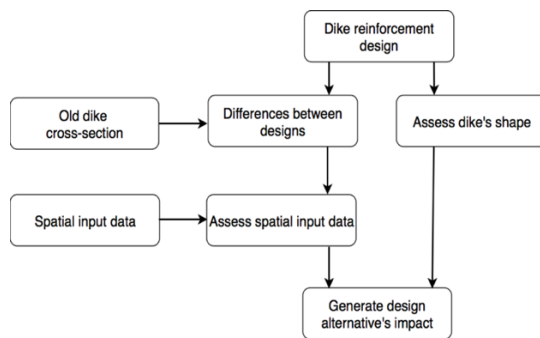 Dike reinforcement
design
Old dike
cross-section
Differences between
designs
Assess dike's shape
Spatial input data
Assess spatial input data
Generate design
alternative's impact